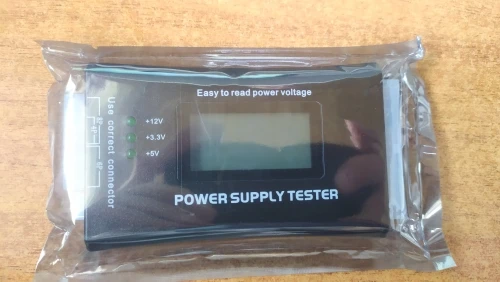 Easy to read power voltage
Use correct connector
+12V
+3.3V
+5V
POWER SUPPLY TESTER